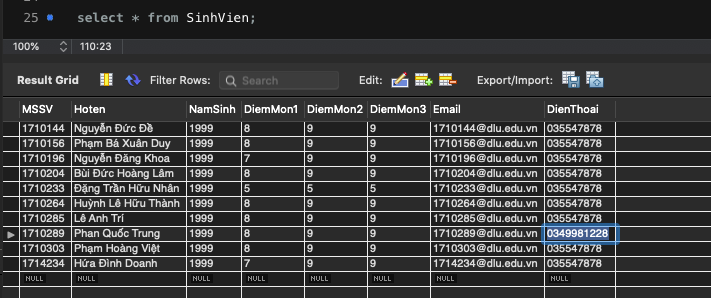 25 select * from SinhVien;
100% 110:23
Result Grid Filter Rows: Search Edit: Export/Import:
MSSV Hoten NamSinh DiemMon1 DiemMon2 DiemMon3 Email DienThoai
1710144 Nguyễn Đức Đề 1999 8 9 9 1710144@dlu.edu.vn 035547878
1710156 Phạm Bá Xuân Duy 1999 8 9 9 1710156@dlu.edu.vn 035547878
1710196 Nguyễn Đăng Khoa 1999 7 9 9 1710196@dlu.edu.vn 035547878
1710204 Bùi Đức Hoàng Lâm 1999 8 9 9 1710204@dlu.edu.vn 035547878
1710233 Đặng Trần Hữu Nhân 1999 5 5 5 1710233@dlu.edu.vn 035547878
1710264 Huỳnh Lê Hữu Thành 1999 8 9 9 1710264@dlu.edu.vn 035547878
1710285 Lê Anh Trí 1999 8 9 9 1710285@dlu.edu.vn 035547878
1710289 Phan Quốc Trung 1999 8 9 9 1710289@dlu.edu.vn 0349981228
1710303 Phạm Hoàng Việt 1999 8 9 9 1710303@dlu.edu.vn 035547878
1714234 Hứa Đình Doanh 1999 7 9 9 1714234@dlu.edu.vn 035547878
NULL NULL NULL NULL NULL NULL NULL NULL